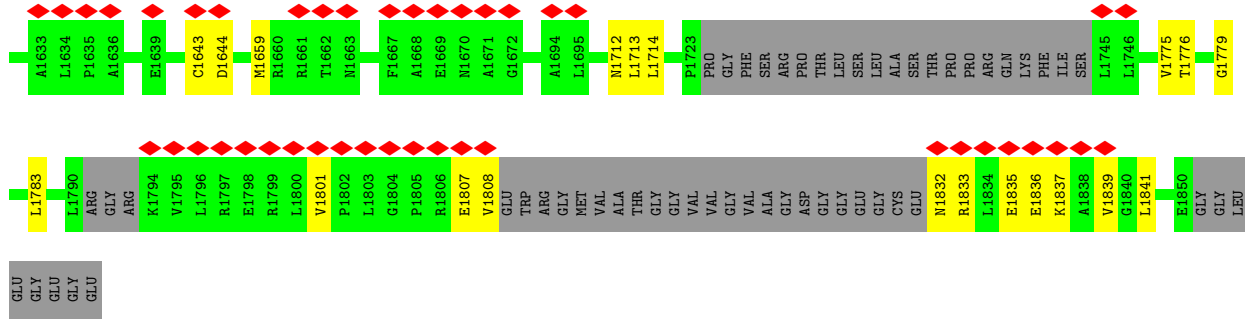 A1633 L1634 P1635 A1636 E1639 C1643 D1644 M1659 R1660 R1661 T1662 N1663 F1667 A1668 E1669 N1670 A1671 G1672 A1694 L1695 N1712 L1713 L1714 P1723 PRO GLY PHE SER ARG PRO THR LEU SER LEU ALA SER THR PRO PRO ARG GLN LYS PHE ILE SER L1745 L1746 V1775 T1776 G1779
L1783 L1790 ARG GLY ARG K1794 V1795 L1796 R1797 E1798 R1799 L1800 V1801 P1802 L1803 G1804 P1805 R1806 E1807 V1808 GLU TRP ARG GLY MET VAL ALA THR GLY GLY VAL VAL GLY VAL ALA GLY ASP GLY GLY GLU GLY CYS GLU N1832 R1833 L1834 E1835 E1836 K1837 A1838 V1839 G1840 L1841 E1850 GLY GLY LEU
GLU GLY GLU GLY GLU